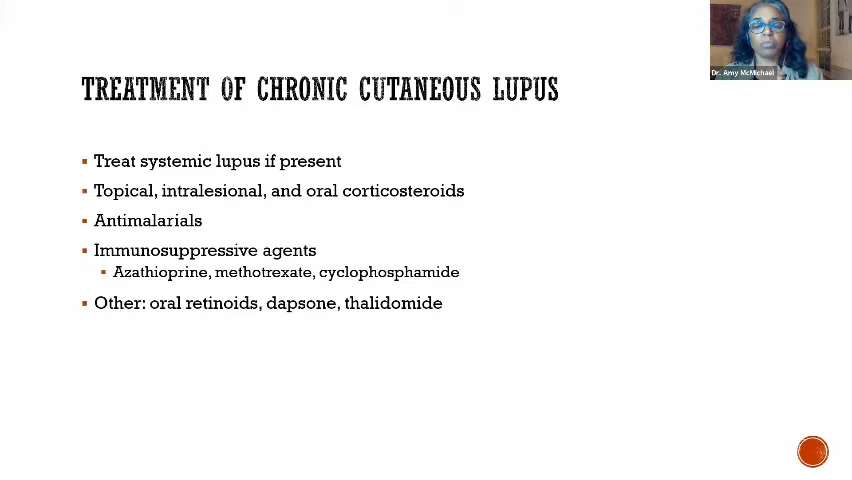 Dr. Amy McMichael
TREATMENT OF CHRONIC CUTANEOUS LUPUS
▪ Treat systemic lupus if present
▪ Topical, intralesional, and oral corticosteroids
▪ Antimalarials
▪ Immunosuppressive agents
▪ Azathioprine, methotrexate, cyclophosphamide
▪ Other: oral retinoids, dapsone, thalidomide